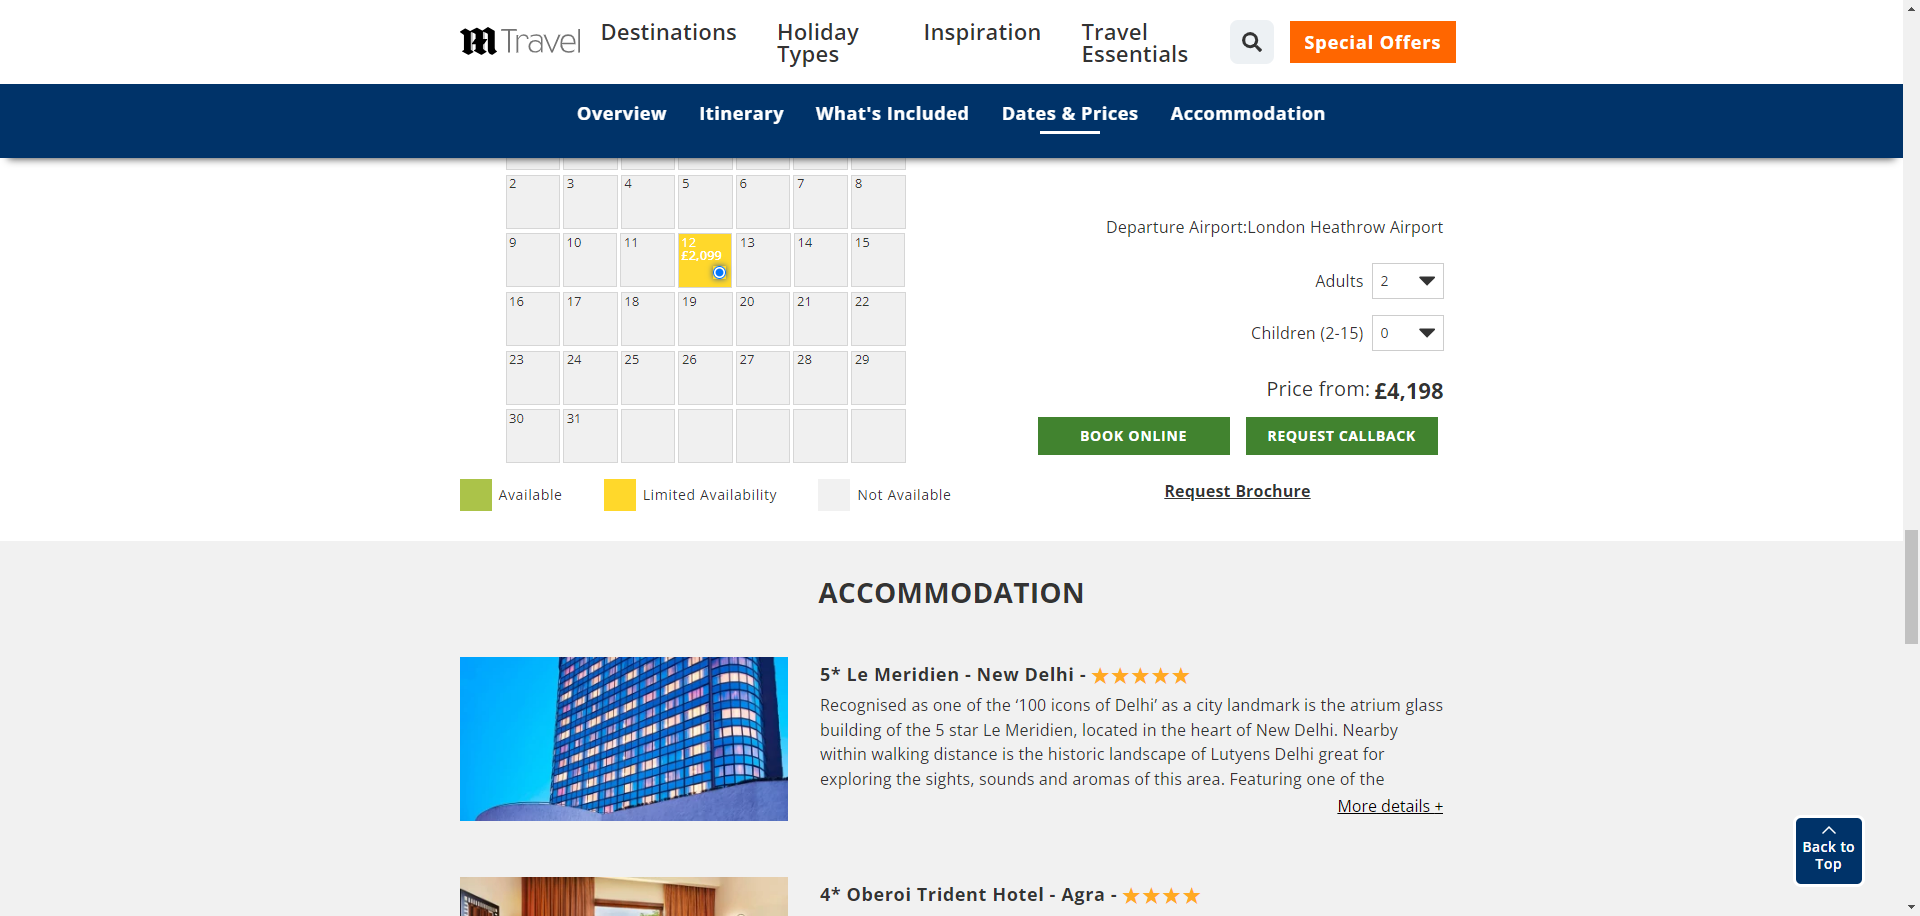 m Travel
Destinations
Holiday Types
Inspiration
Travel Essentials
Special Offers
Overview
Itinerary
What's Included
Dates & Prices
Accommodation
2 3 4 5 6 7 8
9 10 11 12 13 14 15
£2,099
16 17 18 19 20 21 22
23 24 25 26 27 28 29
30 31
Available
Limited Availability
Not Available
Departure Airport:London Heathrow Airport
Adults 2
Children (2-15) 0
Price from: £4,198
BOOK ONLINE
REQUEST CALLBACK
Request Brochure
ACCOMMODATION
5* Le Meridien - New Delhi -
Recognised as one of the ‘100 icons of Delhi’ as a city landmark is the atrium glass
building of the 5 star Le Meridien, located in the heart of New Delhi. Nearby
within walking distance is the historic landscape of Lutyens Delhi great for
exploring the sights, sounds and aromas of this area. Featuring one of the
More details +
4* Oberoi Trident Hotel - Agra -
Back to
Top